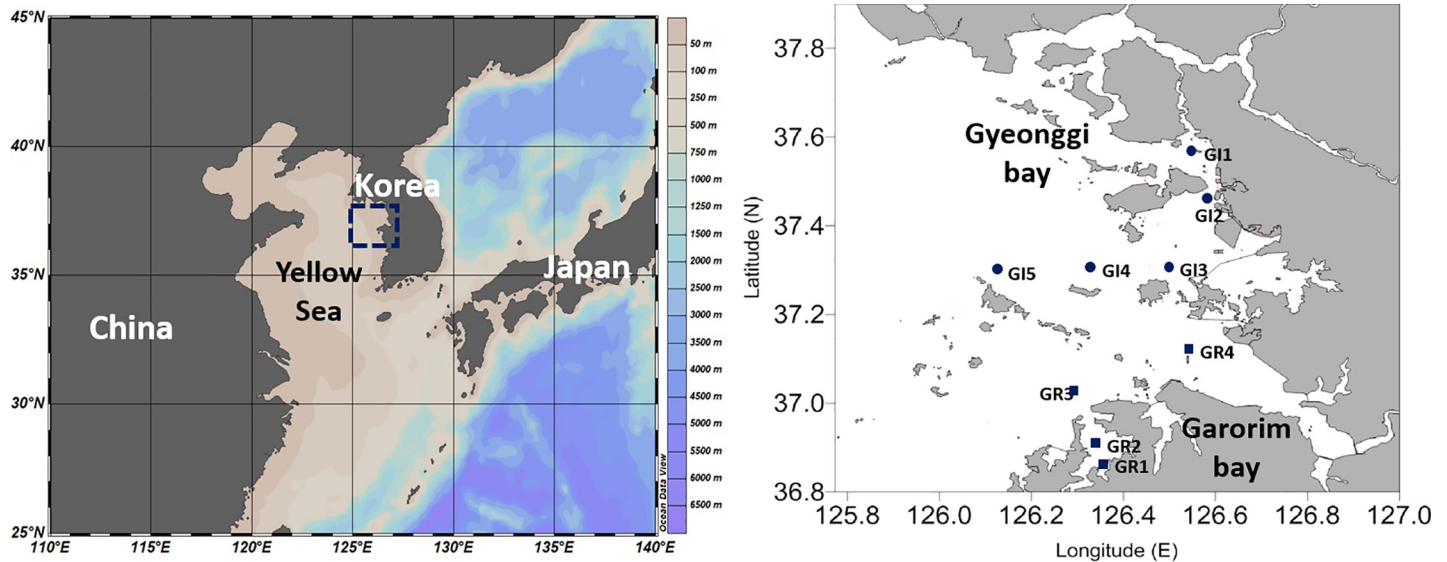 45°N
40°N
35°N
30°N
25°N
110°E
115°E
120°E
125°E
130°E
135°E
140°E
Korea
Yellow
Sea
Japan
China
50 m
100 m
250 m
500 m
750 m
1000 m
1250 m
1500 m
2000 m
2500 m
3000 m
3500 m
4000 m
4500 m
5000 m
5500 m
6000 m
6500 m
Ocean Data View
Latitude (N)
37.8
37.6
37.4
37.2
37.0
36.8
Gyeonggi
bay
GI1
GI2
GI5
GI4
GI3
GR4
GR3
GR2
GR1
Garorim
bay
125.8
126.0
126.2
126.4
126.6
126.8
127.0
Longitude (E)